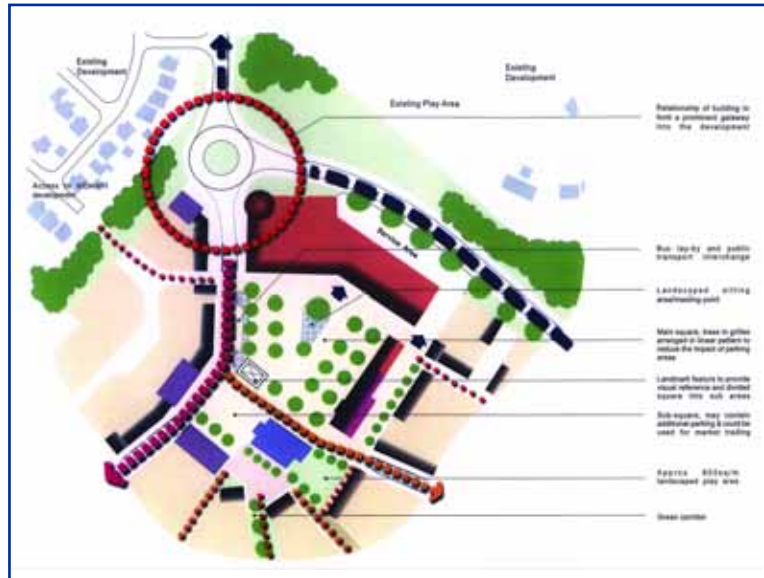 Existing
Development
Existing
Development
Existing Play Area
Relationship of building to
form a prominent gateway
into the development
Access to
development
Service Area
Bus lay-by and public
transport interchange
Landscaped sitting
area/meeting point
Main square, trees in grilles
arranged in linear pattern to
reduce the impact of parking
areas
Landmark feature to provide
visual reference and divided
square into sub areas
Sub-square, may contain
additional parking & could be
used for market trading
Approx 800sq/m
landscaped play area
Green corridor